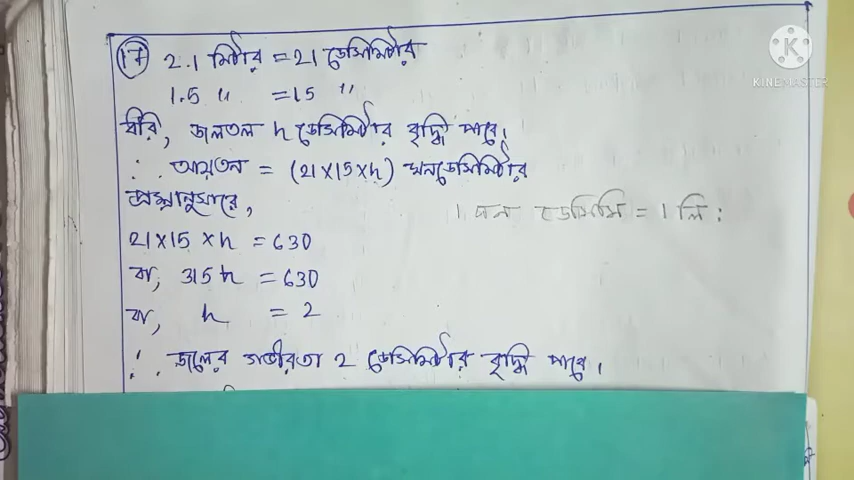 (17) 2.1 মিটার = 21 ডেসিমিটার
1.5 " = 15 "
ধরি, জলতল h ডেসিমিটার বৃদ্ধি পাবে।
∴ আয়তন = (21×15×h) ঘনডেসিমিটার
প্রশ্নানুসারে,
1 ঘন ডেসিমি = 1 লি:
21×15×h = 630
বা, 315h = 630
বা, h = 2
∴ জলের গভীরতা 2 ডেসিমিটার বৃদ্ধি পাবে।
KINEMASTER